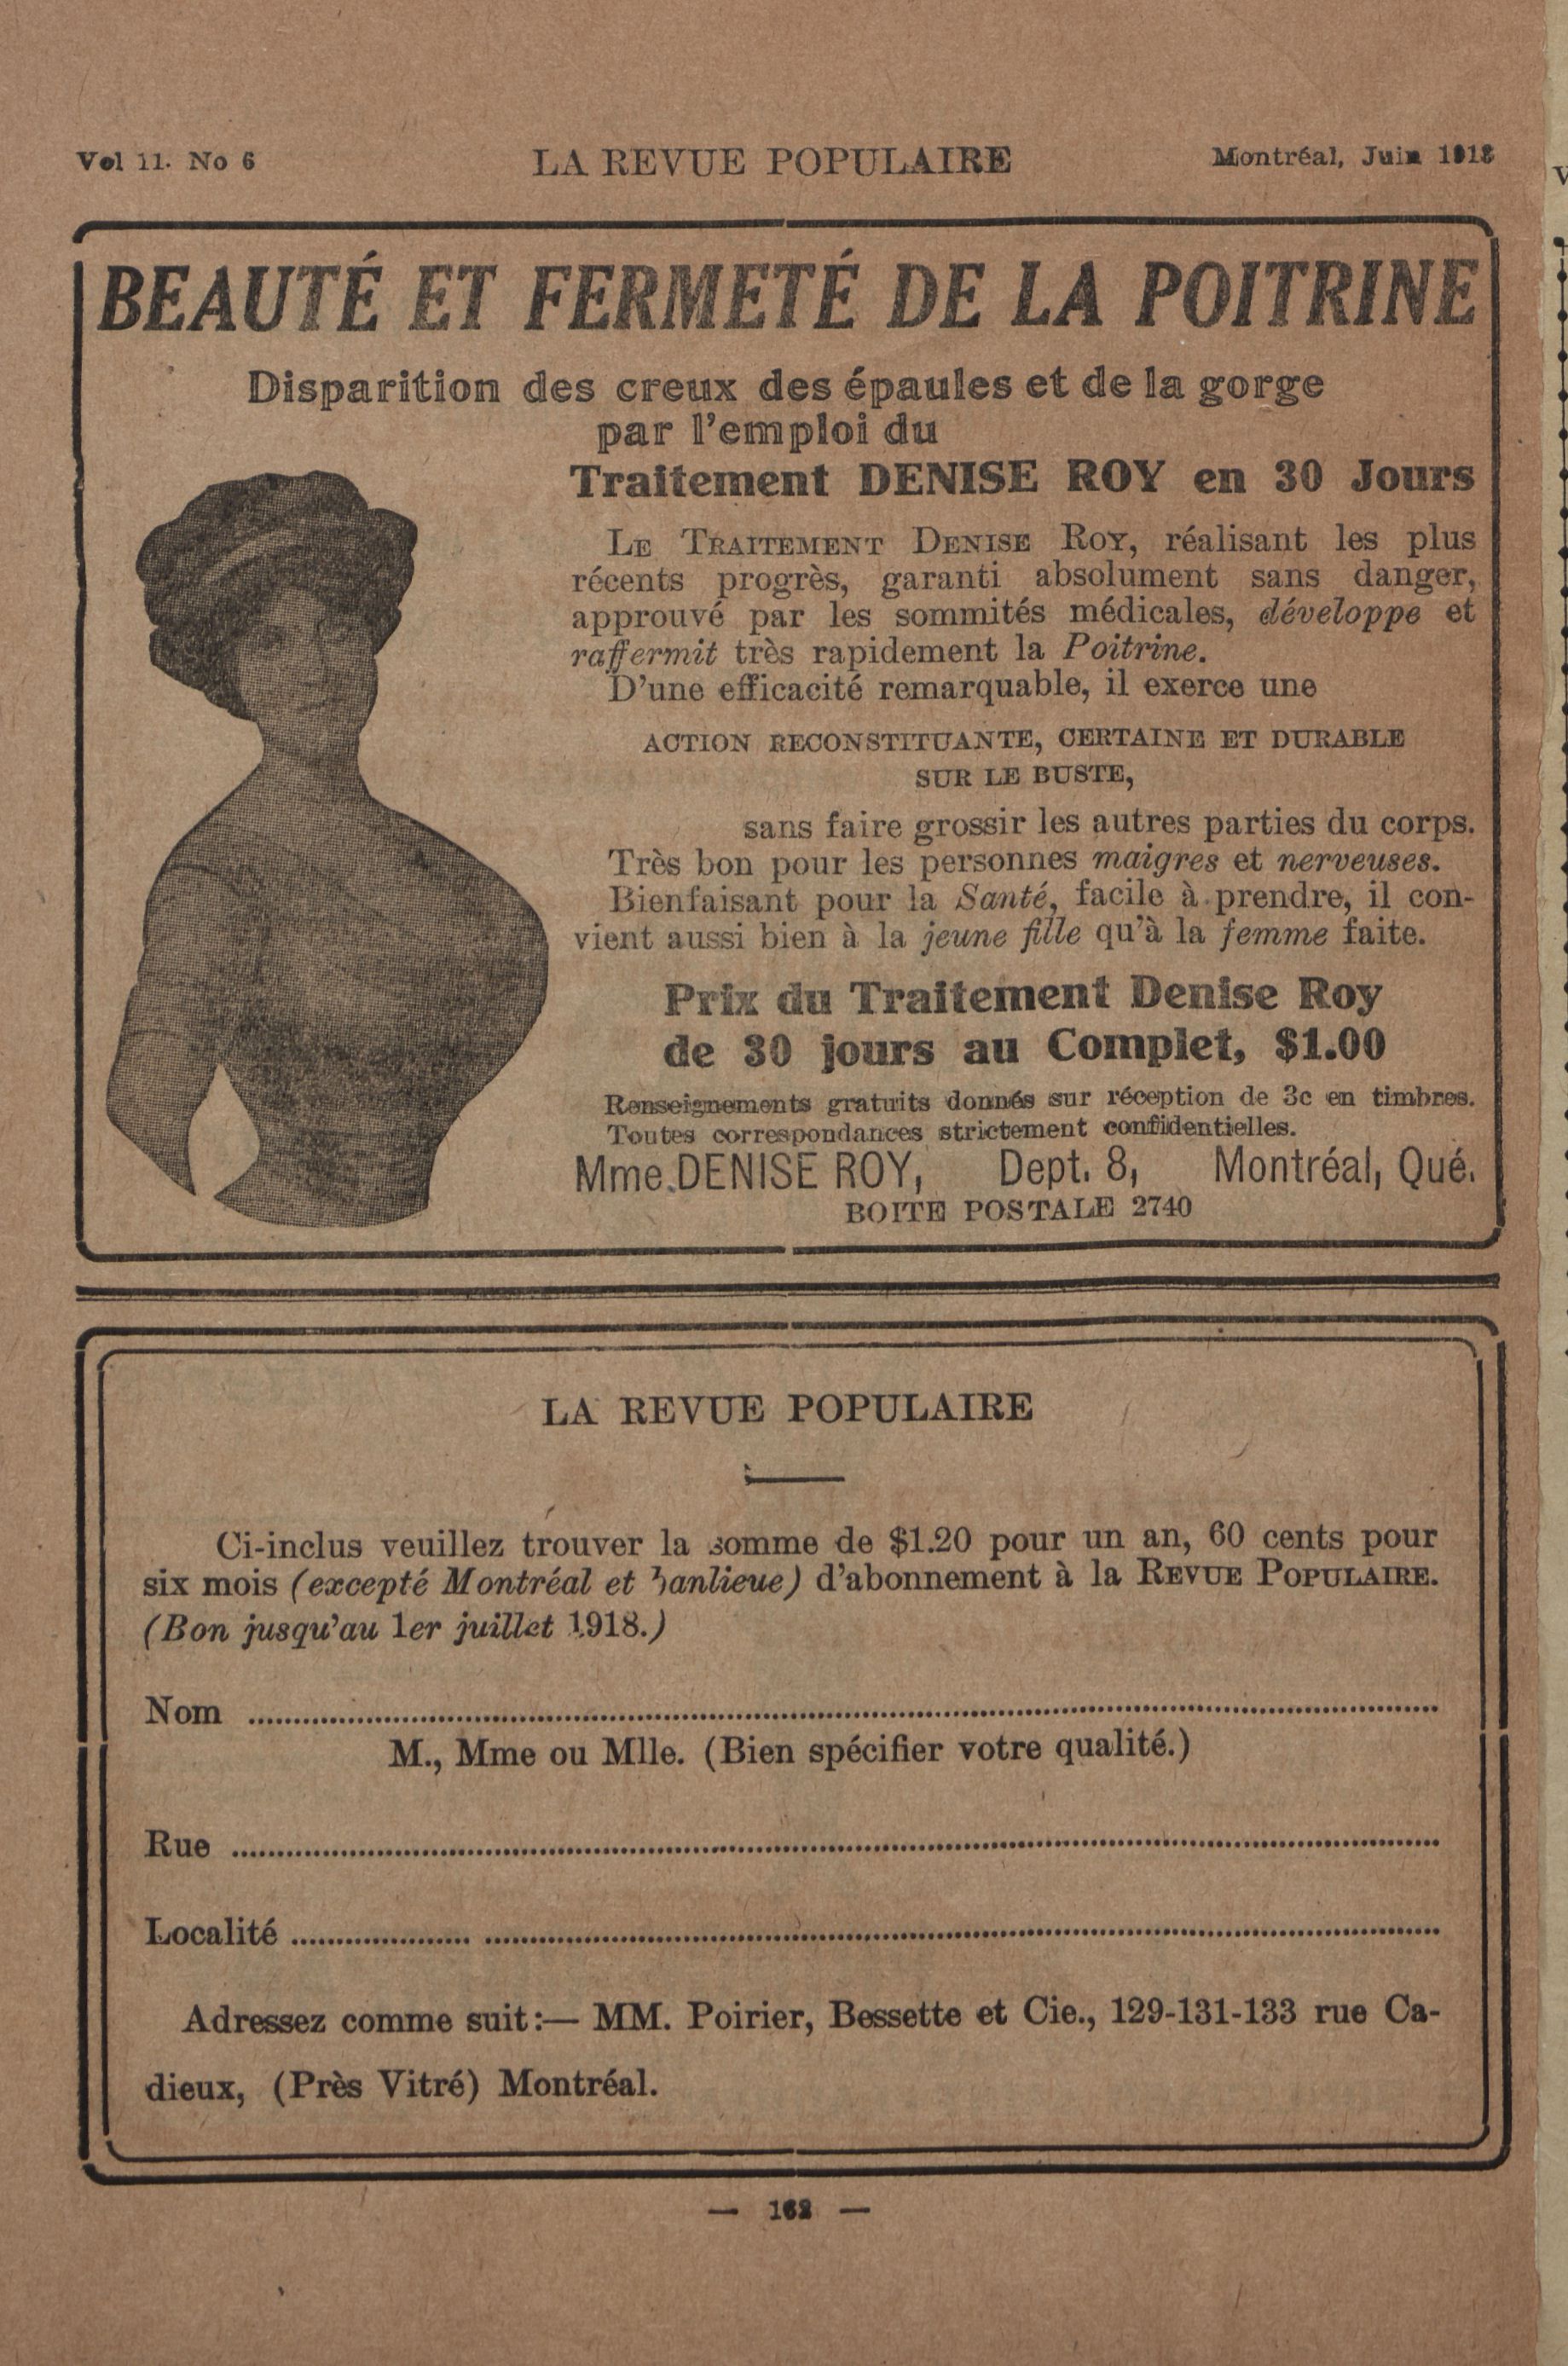 Vol 11. No 6 LA REVUE POPULAIRE Montréal, Juin 1918
BEAUTÉ ET FERMETÉ DE LA POITRINE
Disparition des creux des épaules et de la gorge
par l'emploi du
Traitement DENISE ROY en 30 Jours
LE TRAITEMENT DENISE ROY, réalisant les plus
récents progrès, garanti absolument sans danger,
approuvé par les sommités médicales, développe et
raffermit très rapidement la Poitrine.
D'une efficacité remarquable, il exerce une
ACTION RECONSTITUANTE, CERTAINE ET DURABLE
SUR LE BUSTE,
sans faire grossir les autres parties du corps.
Très bon pour les personnes maigres et nerveuses.
Bienfaisant pour la Santé, facile à prendre, il con-
vient aussi bien à la jeune fille qu'à la femme faite.
Prix du Traitement Denise Roy
de 30 jours au Complet, $1.00
Renseignements gratuits donnés sur réception de 3c en timbres.
Toutes correspondances strictement confidentielles.
Mme. DENISE ROY, Dept. 8, Montréal, Qué.
BOITE POSTALE 2740
LA REVUE POPULAIRE
Ci-inclus veuillez trouver la somme de $1.20 pour un an, 60 cents pour
six mois (excepté Montréal et banlieue) d'abonnement à la REVUE POPULAIRE.
(Bon jusqu'au 1er juillet 1918.)
Nom
M., Mme ou Mlle. (Bien spécifier votre qualité.)
Rue
Localité
Adressez comme suit:— MM. Poirier, Bessette et Cie., 129-131-133 rue Ca-
dieux, (Près Vitré) Montréal.
— 162 —